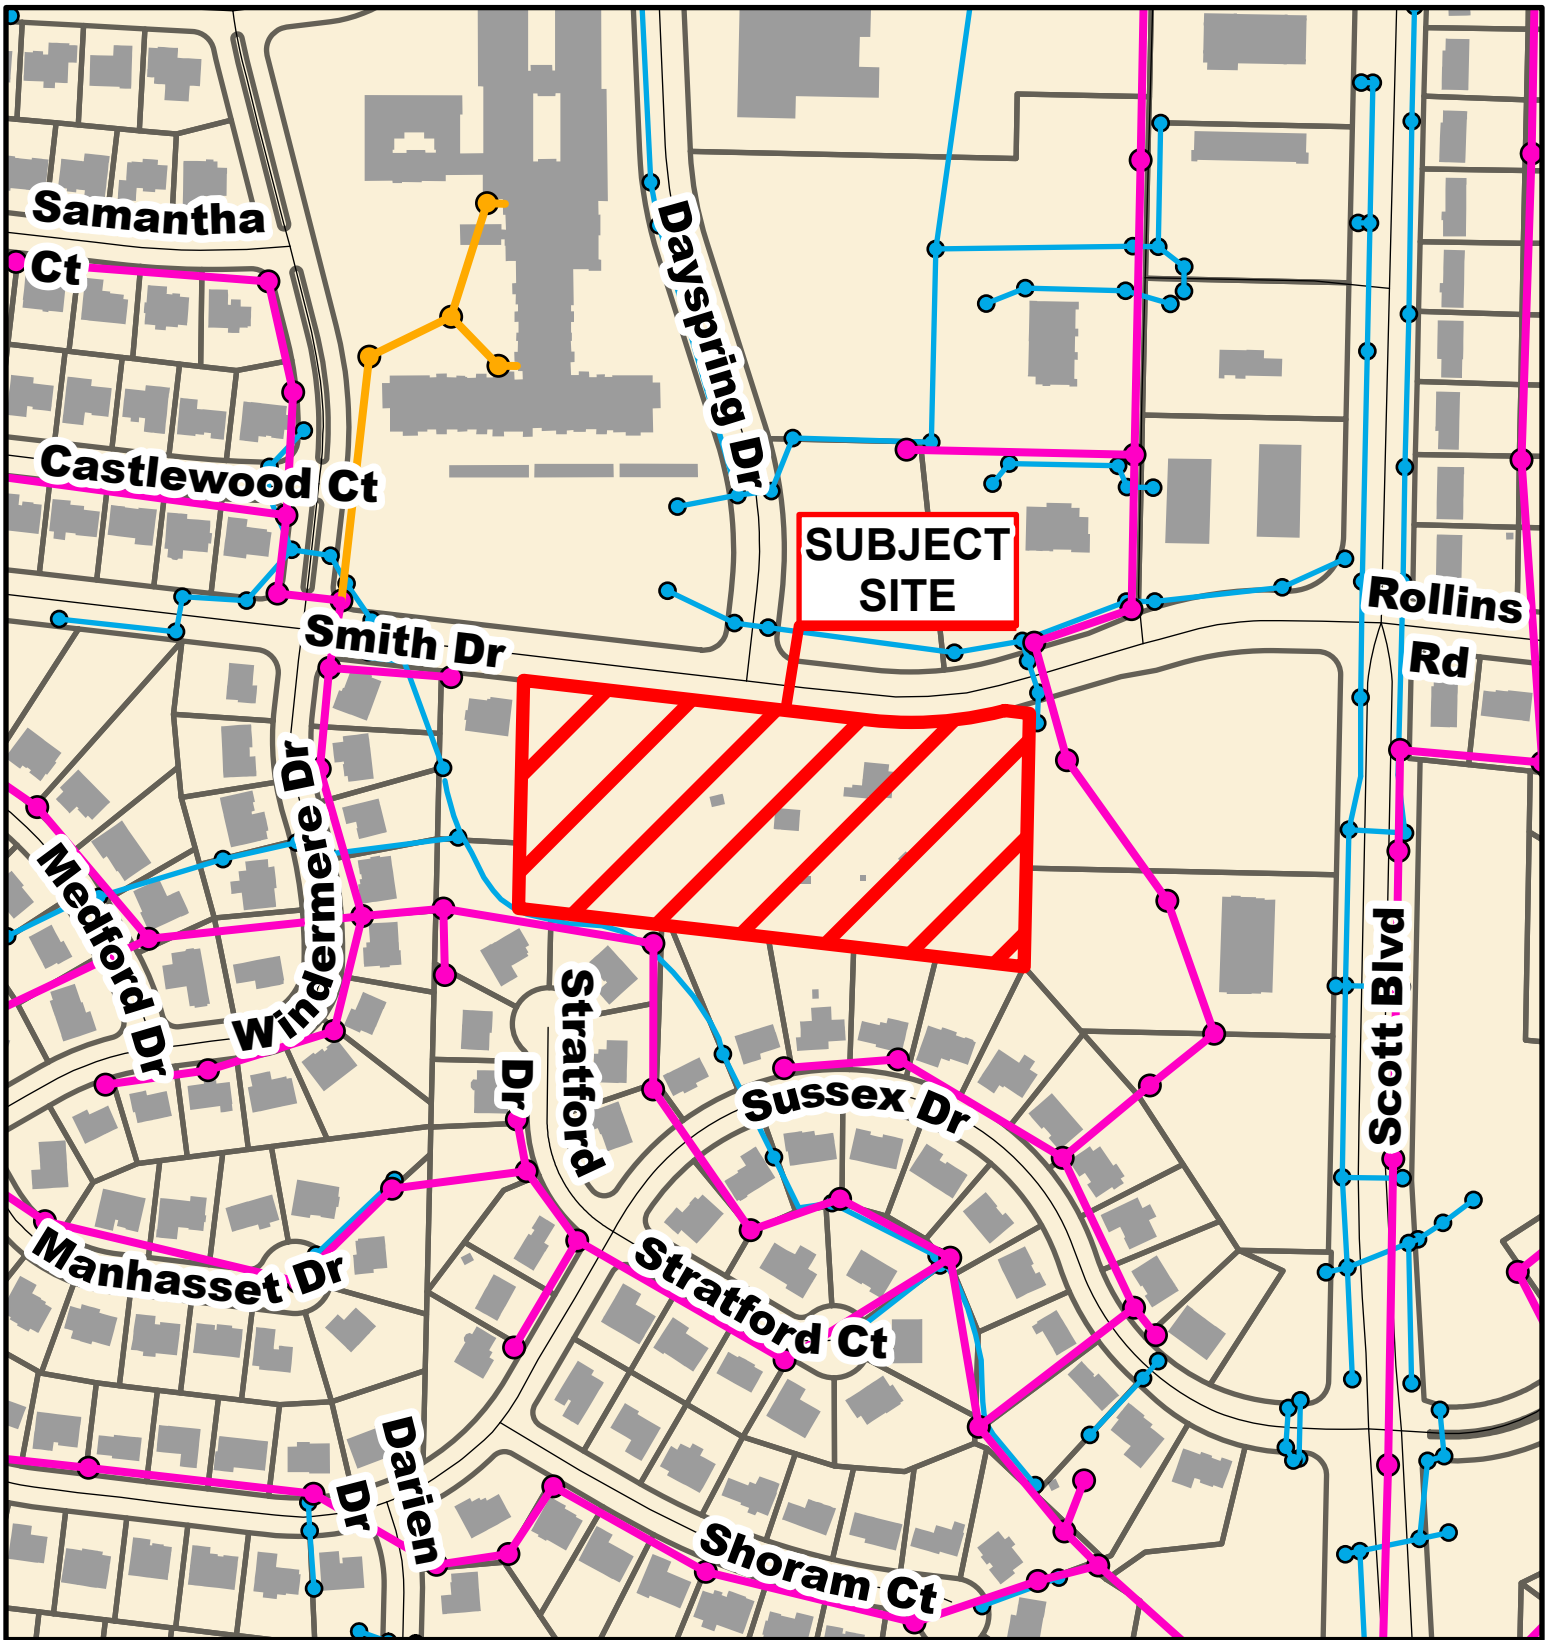 Samantha
Ct
Dayspring Dr
Castlewood Ct
SUBJECT
SITE
Rollins
Rd
Smith Dr
Windermere Dr
Medford Dr
Scott Blvd
Stratford
Dr
Sussex Dr
Manhasset Dr
Stratford Ct
Darien
Dr
Shoram Ct